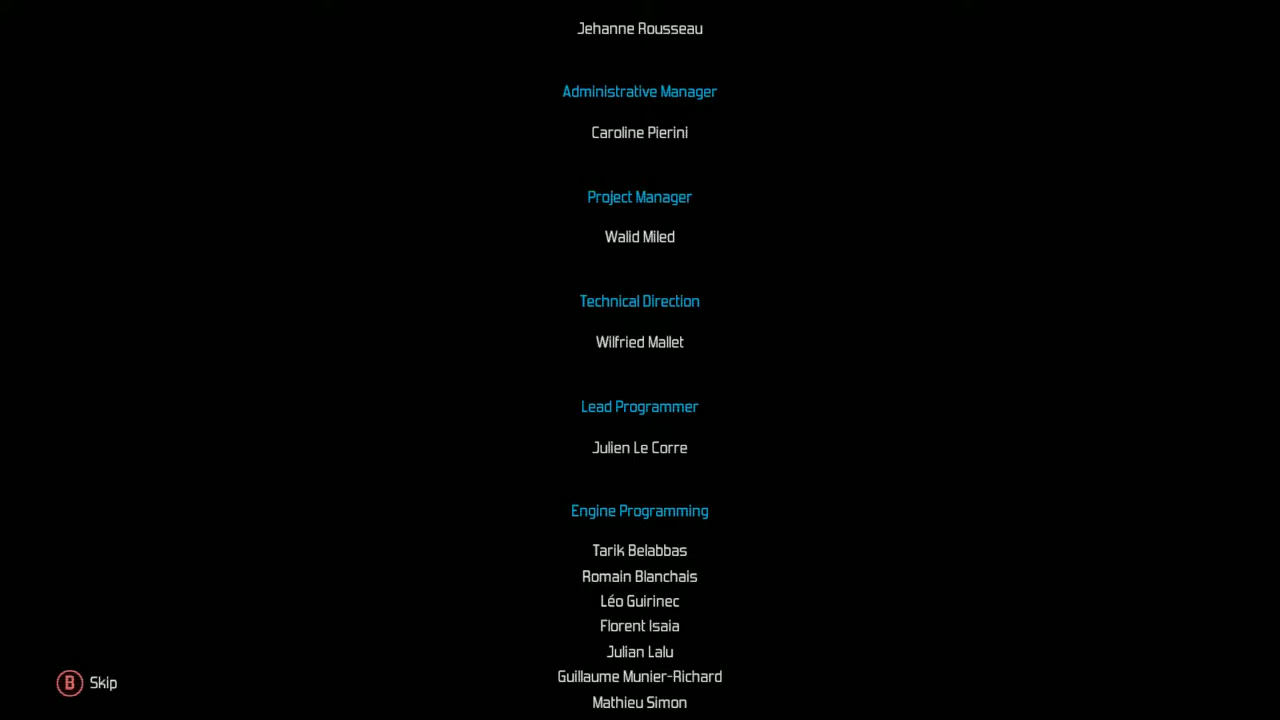 Jehanne Rousseau
Administrative Manager
Caroline Pierini
Project Manager
Walid Miled
Technical Direction
Wilfried Mallet
Lead Programmer
Julien Le Corre
Engine Programming
Tarik Belabbas
Romain Blanchais
Léo Guirinec
Florent Isaia
Julian Lalu
Guillaume Munier-Richard
B Skip
Mathieu Simon